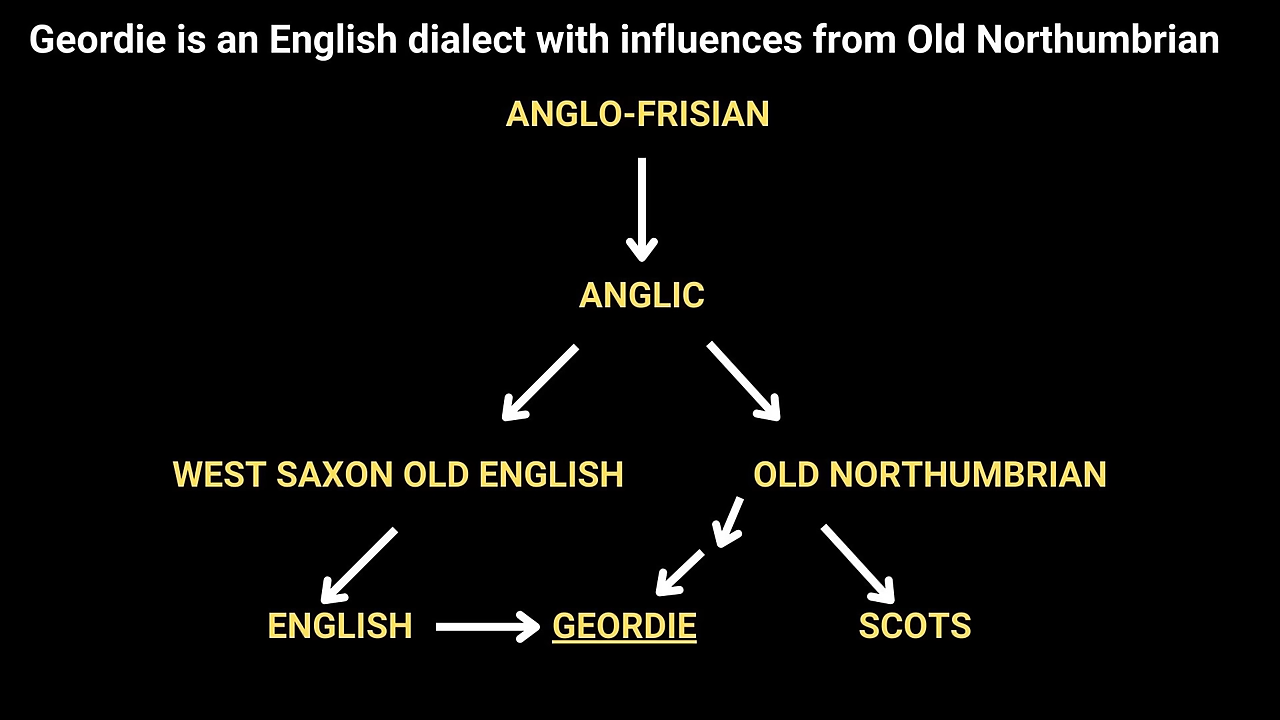 Geordie is an English dialect with influences from Old Northumbrian
ANGLO-FRISIAN
ANGLIC
WEST SAXON OLD ENGLISH
OLD NORTHUMBRIAN
ENGLISH
GEORDIE
SCOTS